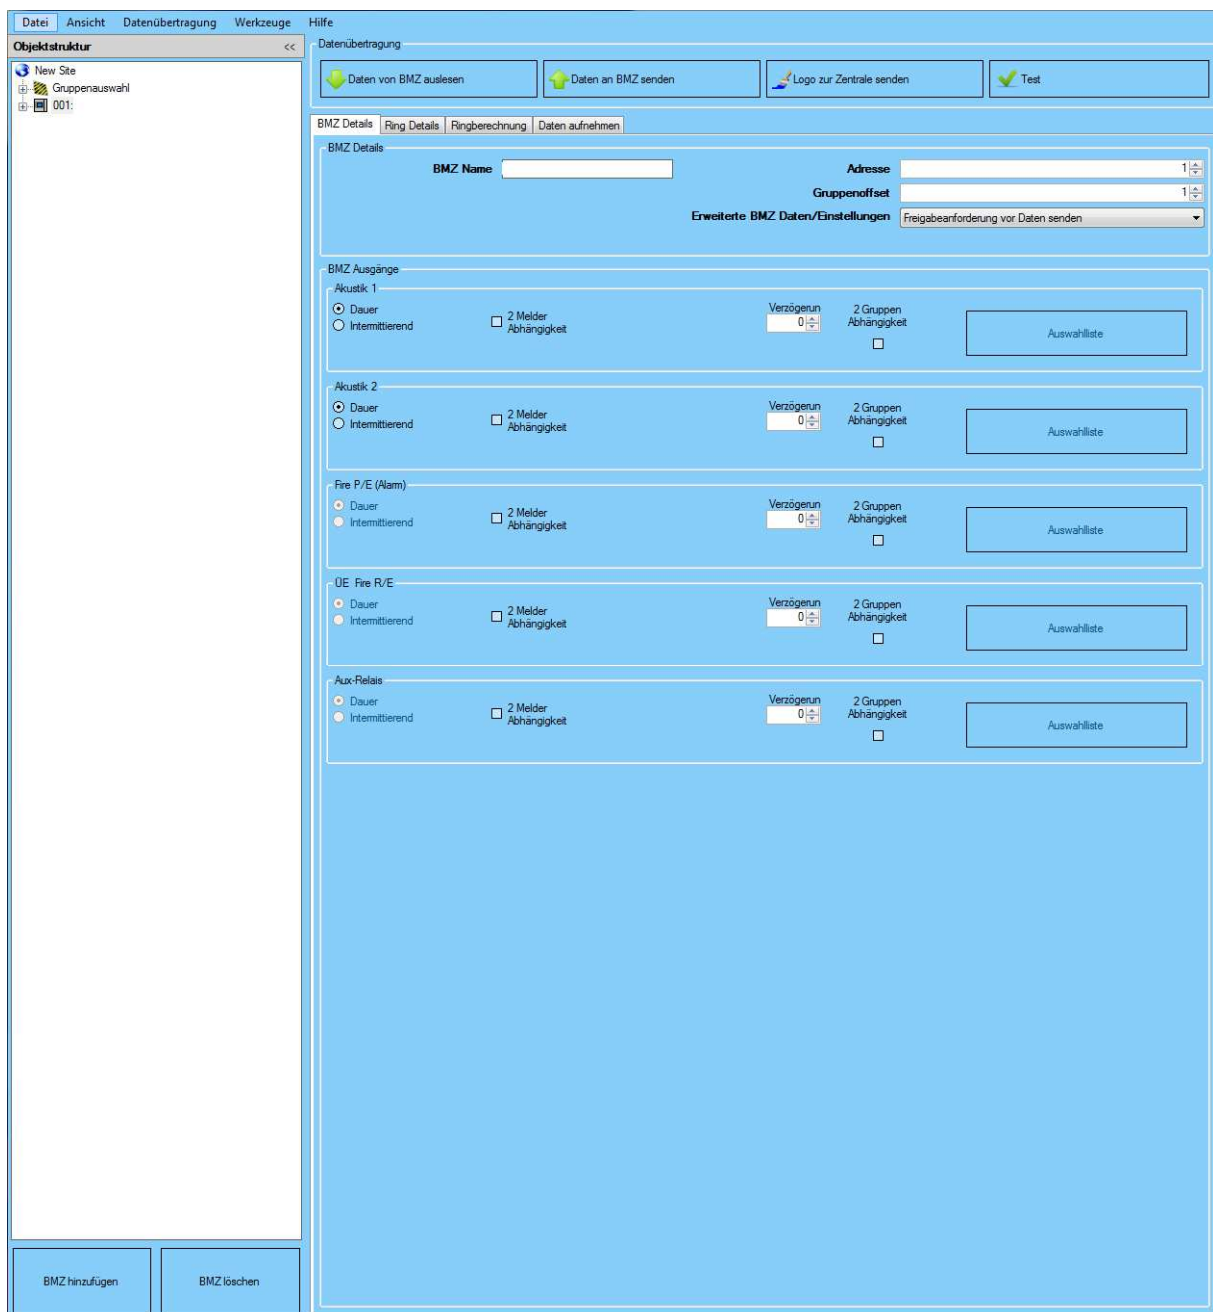 Datei Ansicht Datenübertragung Werkzeuge Hilfe
Objektstruktur <<
New Site
Gruppenauswahl
001:
BMZ hinzufügen BMZ löschen
Datenübertragung
Daten von BMZ auslesen Daten an BMZ senden Logo zur Zentrale senden Test
BMZ Details Ring Details Ringberechnung Daten aufnehmen
BMZ Details
BMZ Name Adresse 1
Gruppenoffset 1
Erweiterte BMZ Daten/Einstellungen Freigabeanforderung vor Daten senden
BMZ Ausgänge
Akustik 1
Dauer
Intermittierend
2 Melder
Abhängigkeit
Verzögerun
0
2 Gruppen
Abhängigkeit
Auswahlliste
Akustik 2
Dauer
Intermittierend
2 Melder
Abhängigkeit
Verzögerun
0
2 Gruppen
Abhängigkeit
Auswahlliste
Fire P/E (Alarm)
Dauer
Intermittierend
2 Melder
Abhängigkeit
Verzögerun
0
2 Gruppen
Abhängigkeit
Auswahlliste
ÜE Fire R/E
Dauer
Intermittierend
2 Melder
Abhängigkeit
Verzögerun
0
2 Gruppen
Abhängigkeit
Auswahlliste
Aux-Relais
Dauer
Intermittierend
2 Melder
Abhängigkeit
Verzögerun
0
2 Gruppen
Abhängigkeit
Auswahlliste